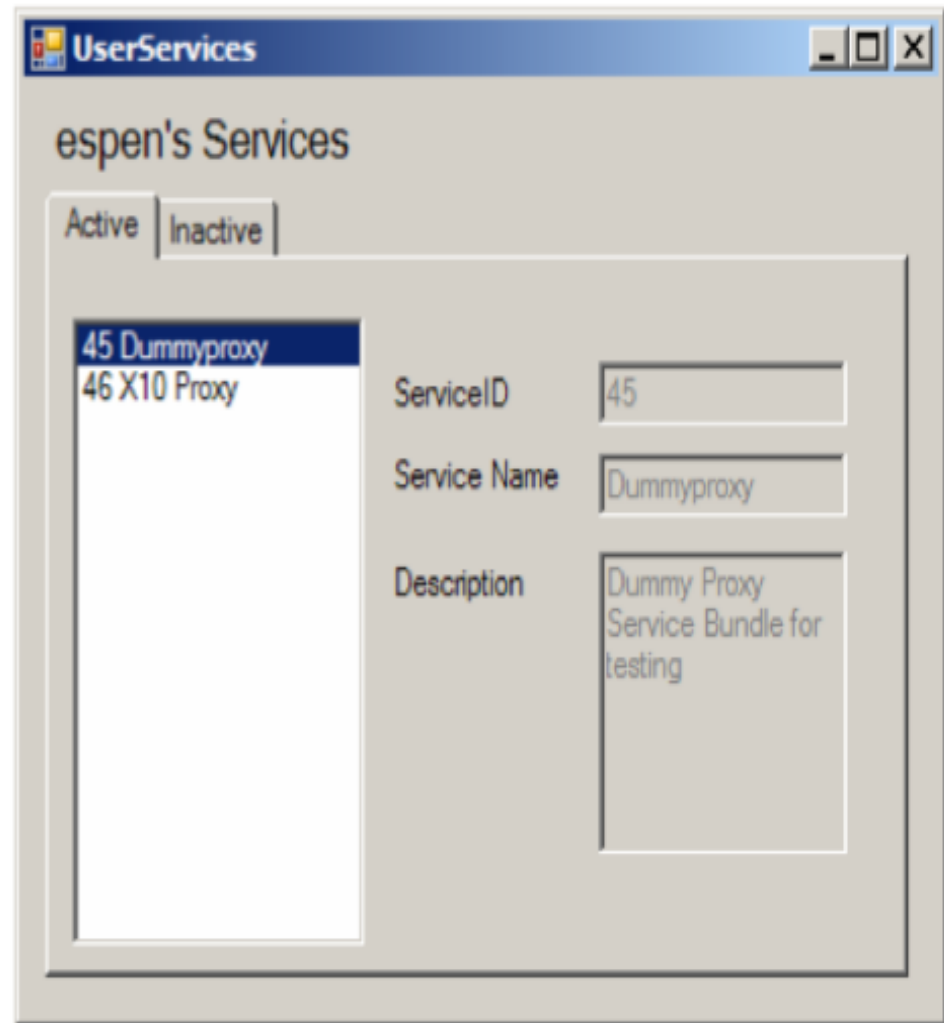 UserServices
espen's Services
Active Inactive
45 Dummyproxy
46 X10 Proxy
ServiceID 45
Service Name Dummyproxy
Description Dummy Proxy
Service Bundle for
testing